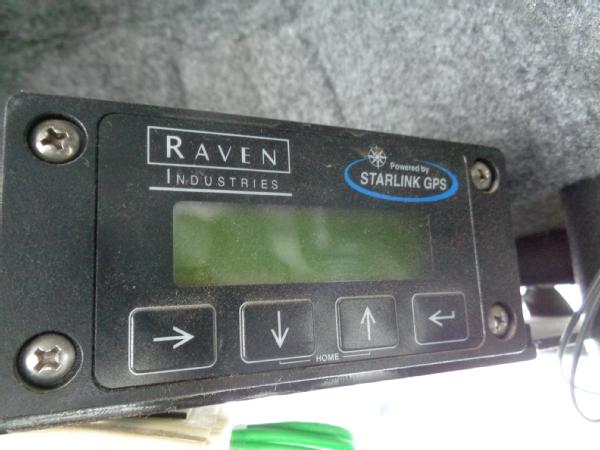 RAVEN
INDUSTRIES
Powered by
STARLINK GPS
HOME